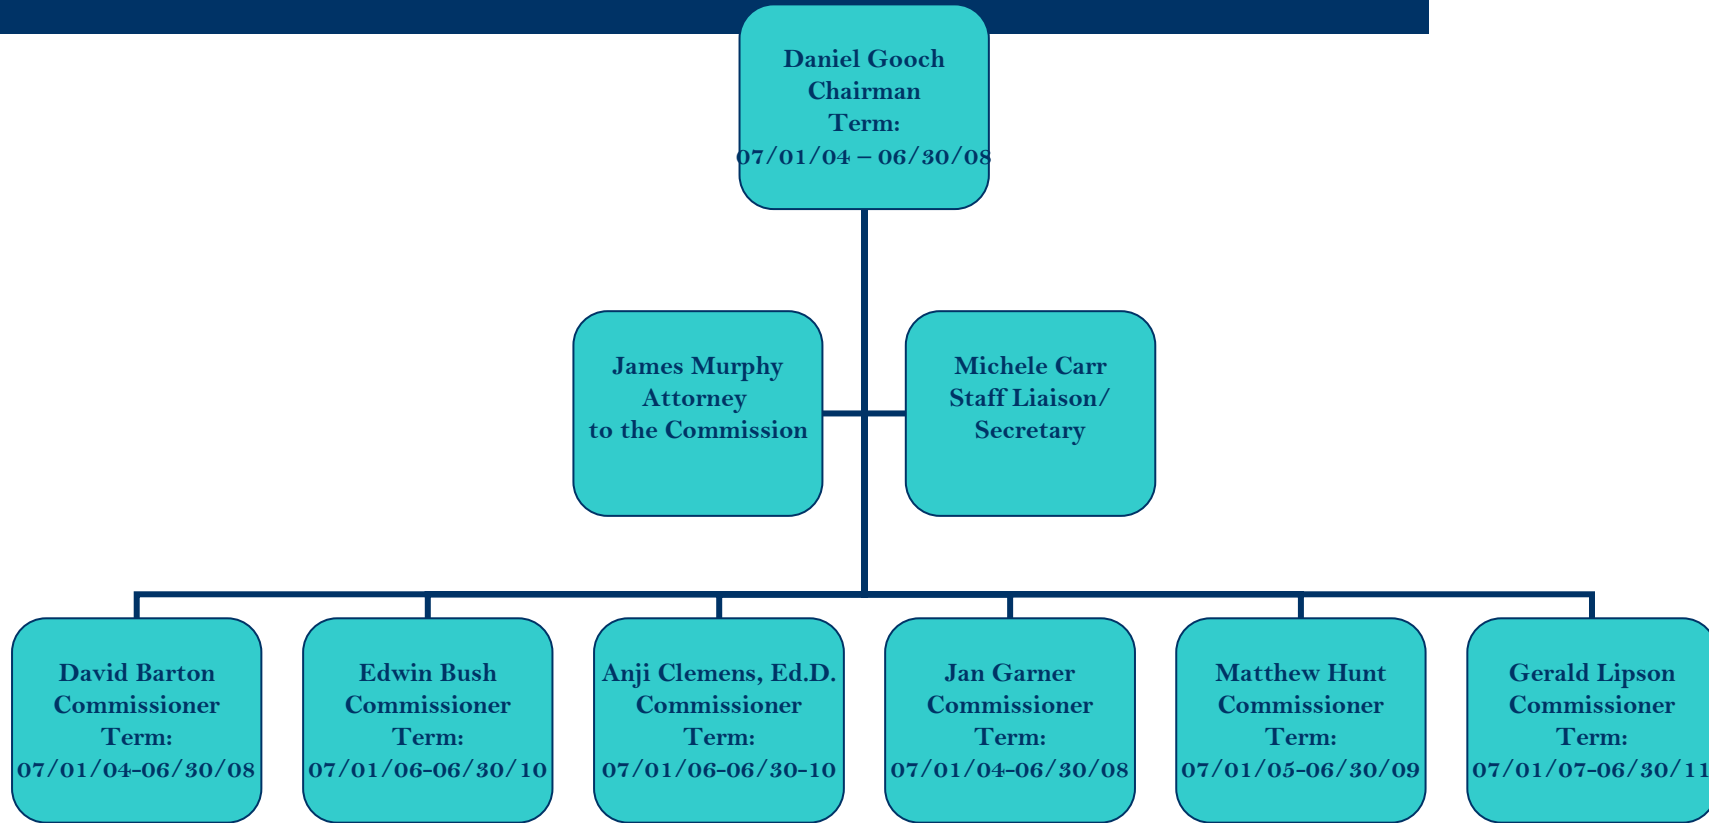 Daniel Gooch
Chairman
Term:
07/01/04 – 06/30/08
James Murphy
Attorney
to the Commission
Michele Carr
Staff Liaison/
Secretary
David Barton
Commissioner
Term:
07/01/04-06/30/08
Edwin Bush
Commissioner
Term:
07/01/06-06/30/10
Anji Clemens, Ed.D.
Commissioner
Term:
07/01/06-06/30-10
Jan Garner
Commissioner
Term:
07/01/04-06/30/08
Matthew Hunt
Commissioner
Term:
07/01/05-06/30/09
Gerald Lipson
Commissioner
Term:
07/01/07-06/30/11